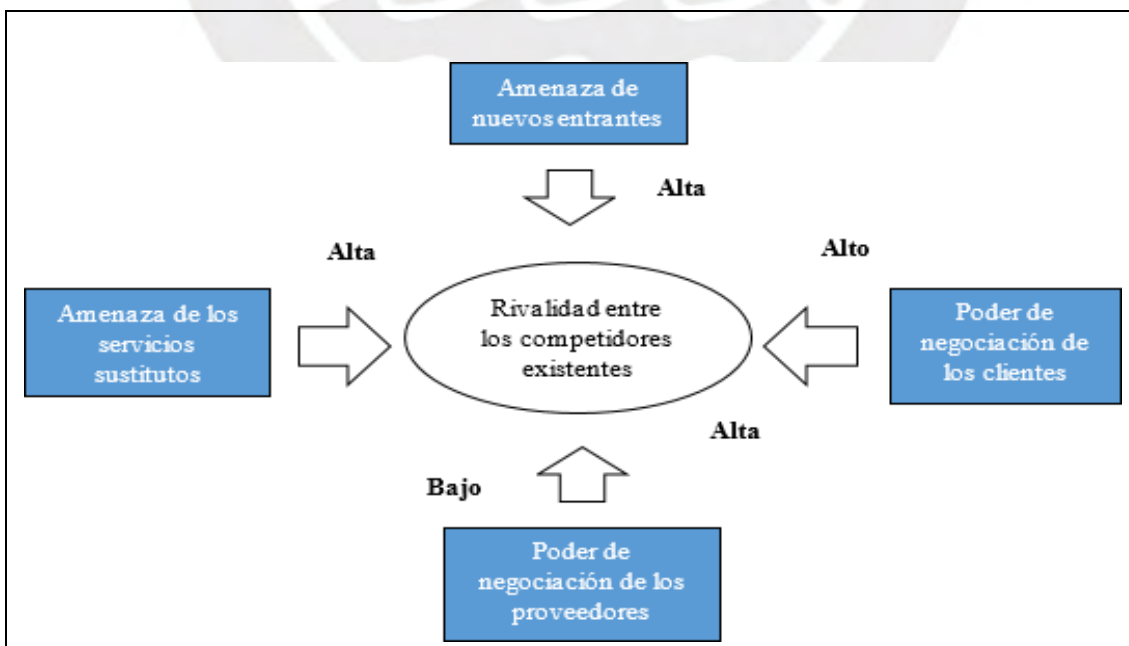 Amenaza de
nuevos entrantes
Alta
Alta
Alto
Amenaza de los
servicios
sustitutos
Rivalidad entre
los competidores
existentes
Poder de
negociación de
los clientes
Alta
Bajo
Poder de
negociación de los
proveedores